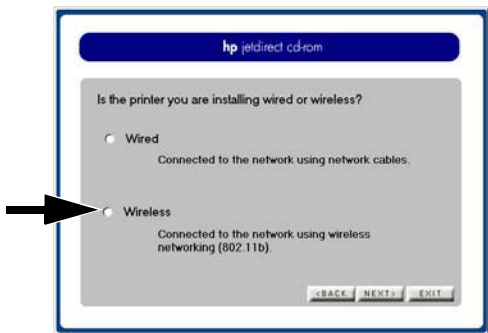 hp jetdirect cd-rom
Is the printer you are installing wired or wireless?
Wired
Connected to the network using network cables.
Wireless
Connected to the network using wireless
networking (802.11b).
<BACK NEXT> EXIT